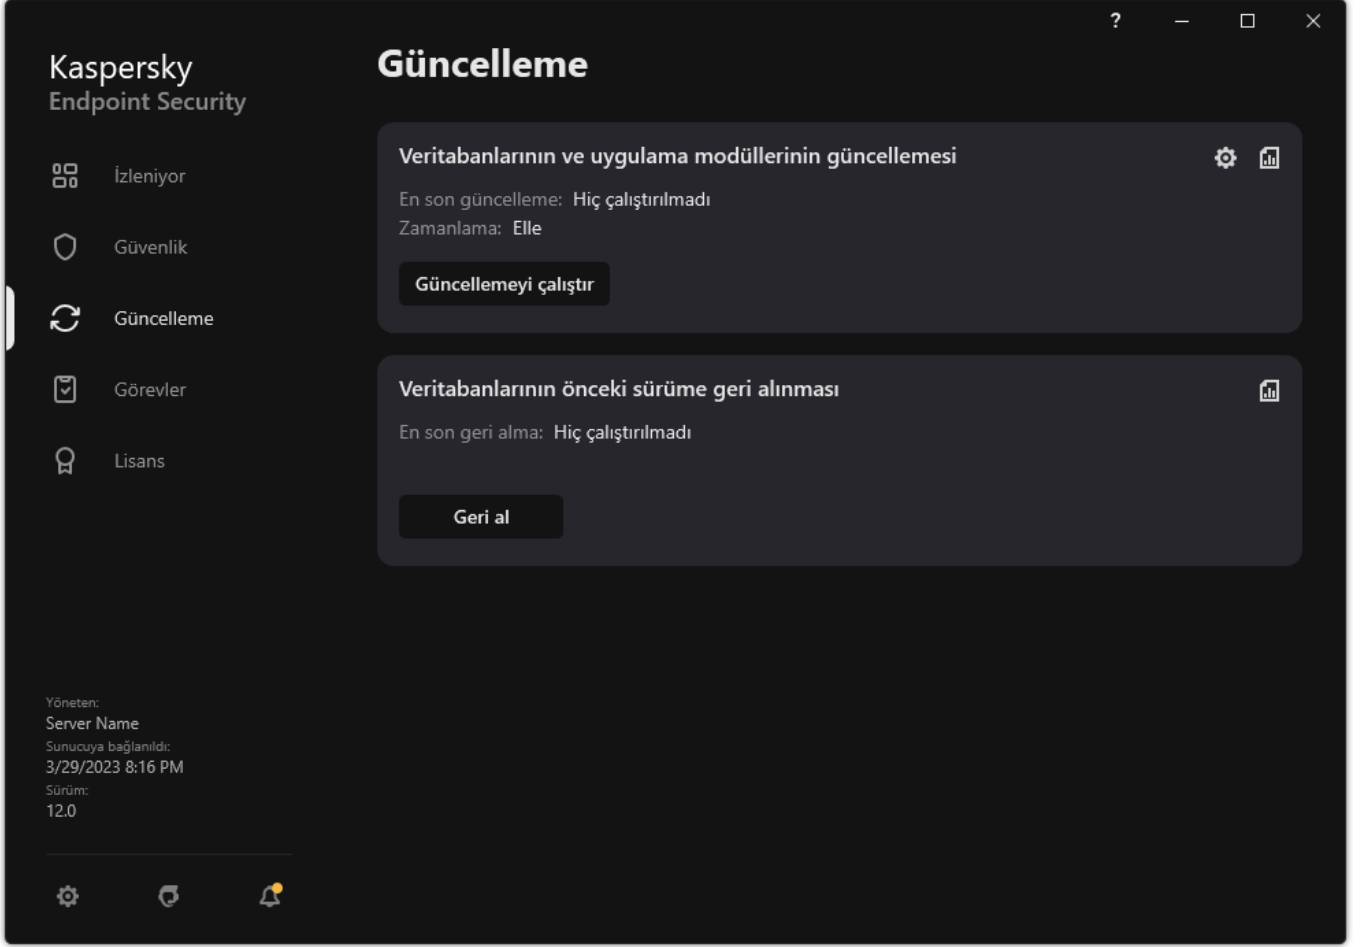 ?
Kaspersky
Endpoint Security
İzleniyor
Güvenlik
Güncelleme
Görevler
Lisans
Yöneten:
Server Name
Sunucuya bağlanıldı:
3/29/2023 8:16 PM
Sürüm:
12.0
Güncelleme
Veritabanlarının ve uygulama modüllerinin güncellemesi
En son güncelleme: Hiç çalıştırılmadı
Zamanlama: Elle
Güncellemeyi çalıştır
Veritabanlarının önceki sürüme geri alınması
En son geri alma: Hiç çalıştırılmadı
Geri al